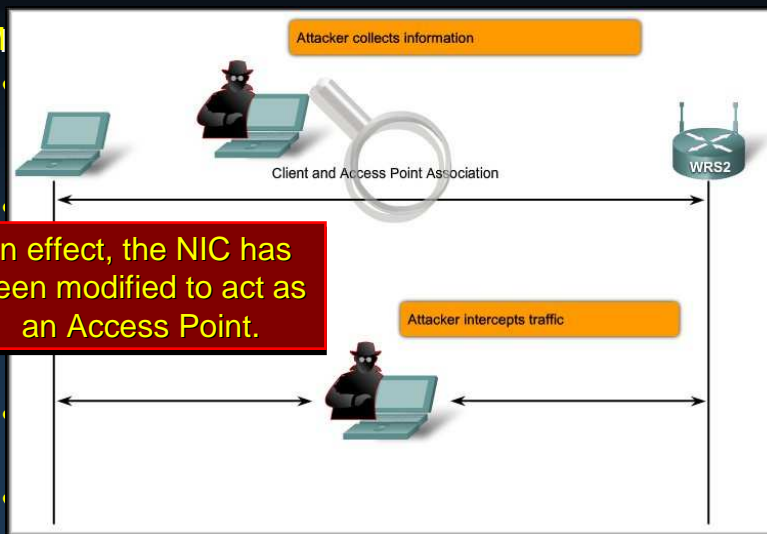 Attacker collects information
WRS2
Client and Access Point Association
n effect, the NIC has
een modified to act as
an Access Point.
Attacker intercepts traffic